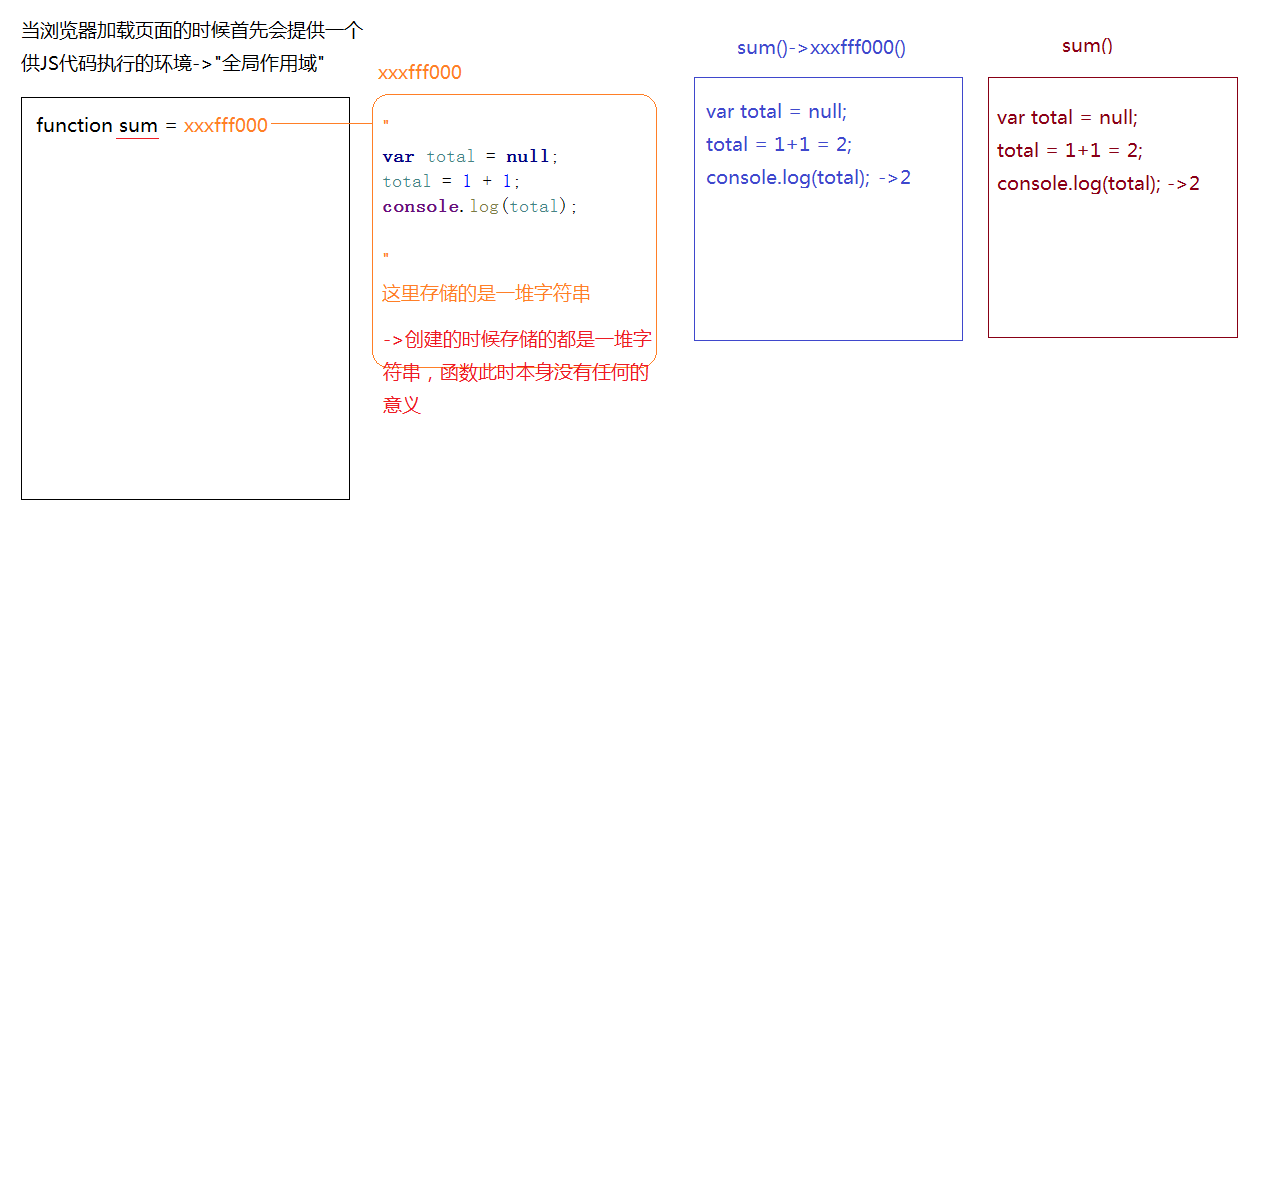 当浏览器加载页面的时候首先会提供一个
供JS代码执行的环境->"全局作用域"
function sum = xxxfff000
xxxfff000
"
var total = null;
total = 1 + 1;
console.log(total);
"
这里存储的是一堆字符串
->创建的时候存储的都是一堆字
符串，函数此时本身没有任何的
意义
sum()->xxxfff000()
var total = null;
total = 1+1 = 2;
console.log(total); ->2
sum()
var total = null;
total = 1+1 = 2;
console.log(total); ->2